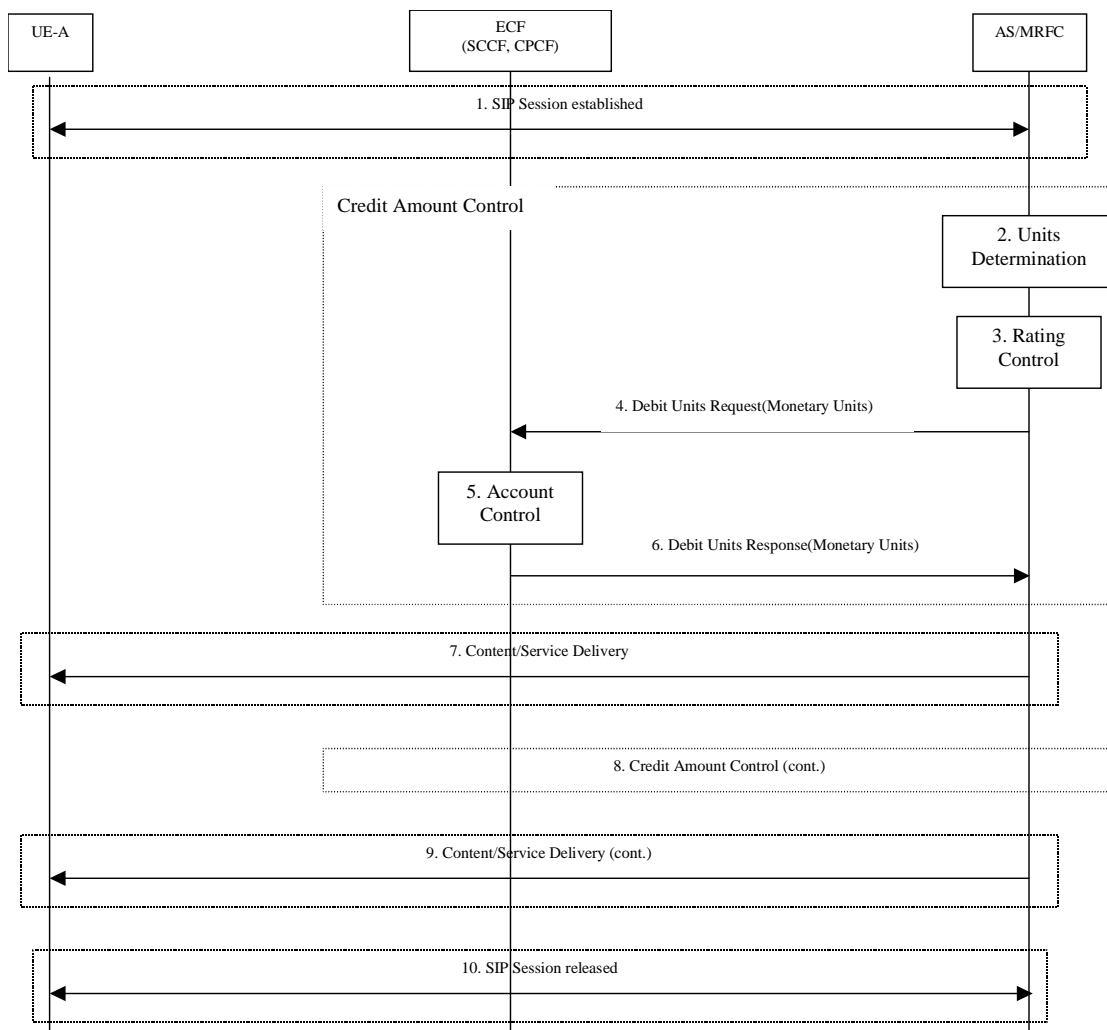 UE-A
ECF
(SCCF, CPCF)
AS/MRFC
1. SIP Session established
Credit Amount Control
2. Units
Determination
3. Rating
Control
4. Debit Units Request(Monetary Units)
5. Account
Control
6. Debit Units Response(Monetary Units)
7. Content/Service Delivery
8. Credit Amount Control (cont.)
9. Content/Service Delivery (cont.)
10. SIP Session released